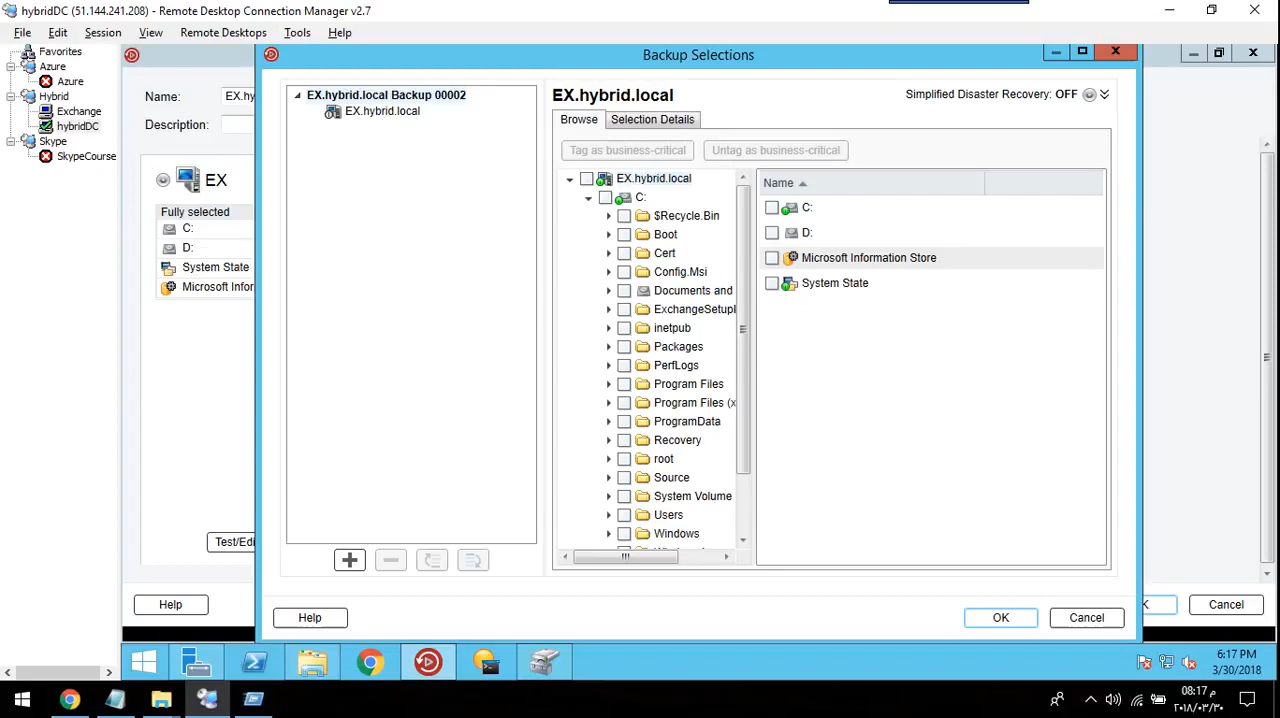 hybridDC (51.144.241.208) - Remote Desktop Connection Manager v2.7
File Edit Session View Remote Desktops Tools Help
Favorites
Azure
Azure
Hybrid
Exchange
hybridDC
Skype
SkypeCourse
Name: EX.hy
Description:
EX
Fully selected
C:
D:
System State
Microsoft Infor
Test/Edi
Help
Cancel
Backup Selections
EX.hybrid.local Backup 00002
EX.hybrid.local
EX.hybrid.local
Simplified Disaster Recovery: OFF
Browse Selection Details
Tag as business-critical Untag as business-critical
EX.hybrid.local
C:
$Recycle.Bin
Boot
Cert
Config.Msi
Documents and
ExchangeSetupl
inetpub
Packages
PerfLogs
Program Files
Program Files (x
ProgramData
Recovery
root
Source
System Volume
Users
Windows
Name
C:
D:
Microsoft Information Store
System State
Help
OK Cancel
6:17 PM
3/30/2018
08:17 م
٢٠١٨/٠٣/٣٠